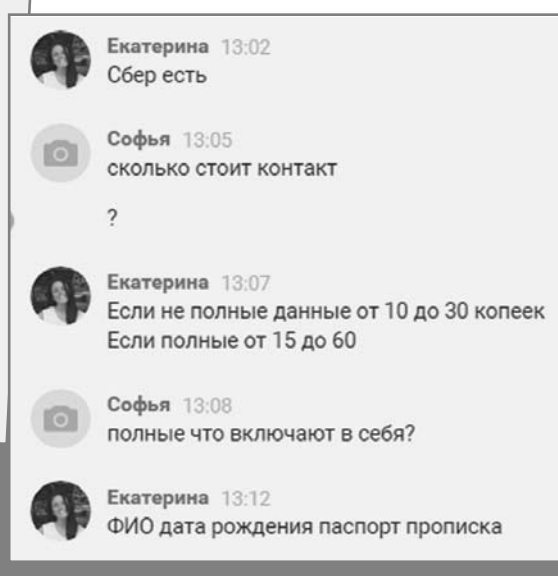 Екатерина 13:02
Сбер есть
Софья 13:05
сколько стоит контакт
?
Екатерина 13:07
Если не полные данные от 10 до 30 копеек
Если полные от 15 до 60
Софья 13:08
полные что включают в себя?
Екатерина 13:12
ФИО дата рождения паспорт прописка